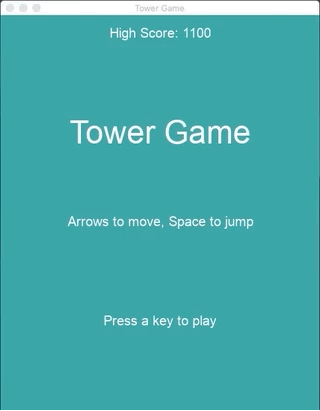 Tower Game
High Score: 1100
Tower Game
Arrows to move, Space to jump
Press a key to play